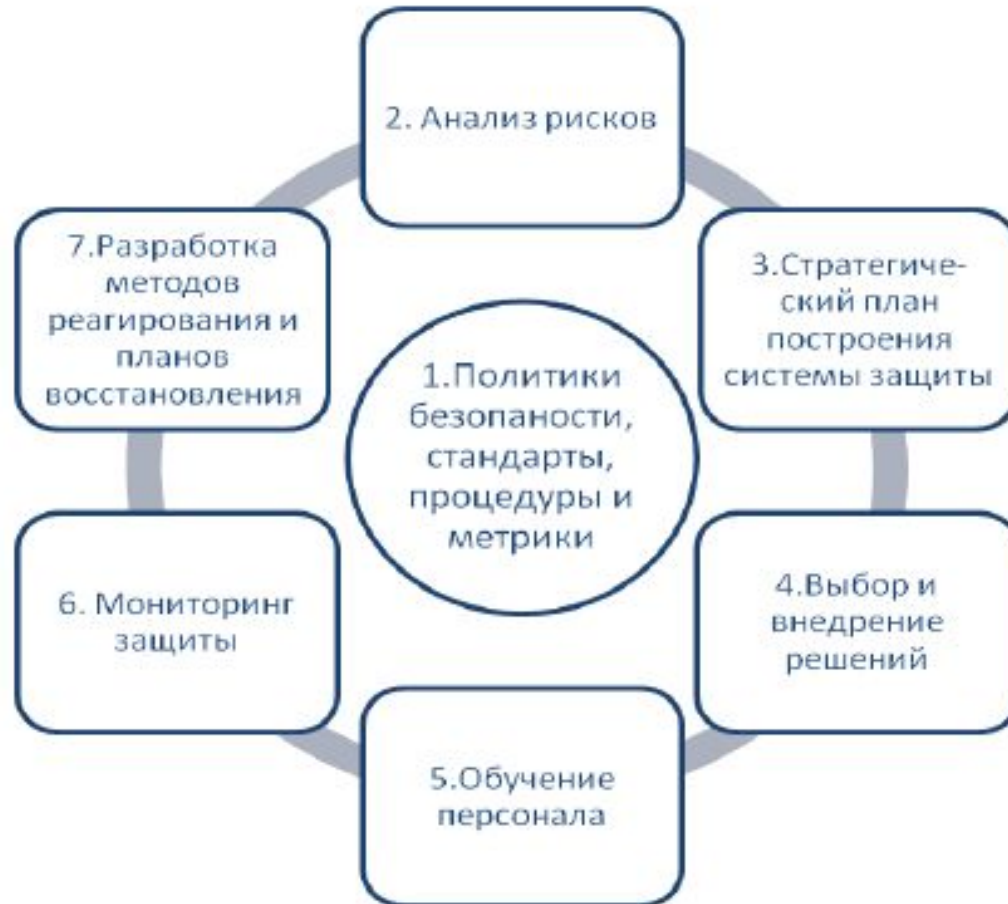 2. Анализ рисков
7.Разработка
методов
реагирования и
планов
восстановления
3.Стратегиче-
ский план
построения
системы защиты
1.Политики
безопаности,
стандарты,
процедуры и
метрики
6. Мониторинг
защиты
4.Выбор и
внедрение
решений
5.Обучение
персонала